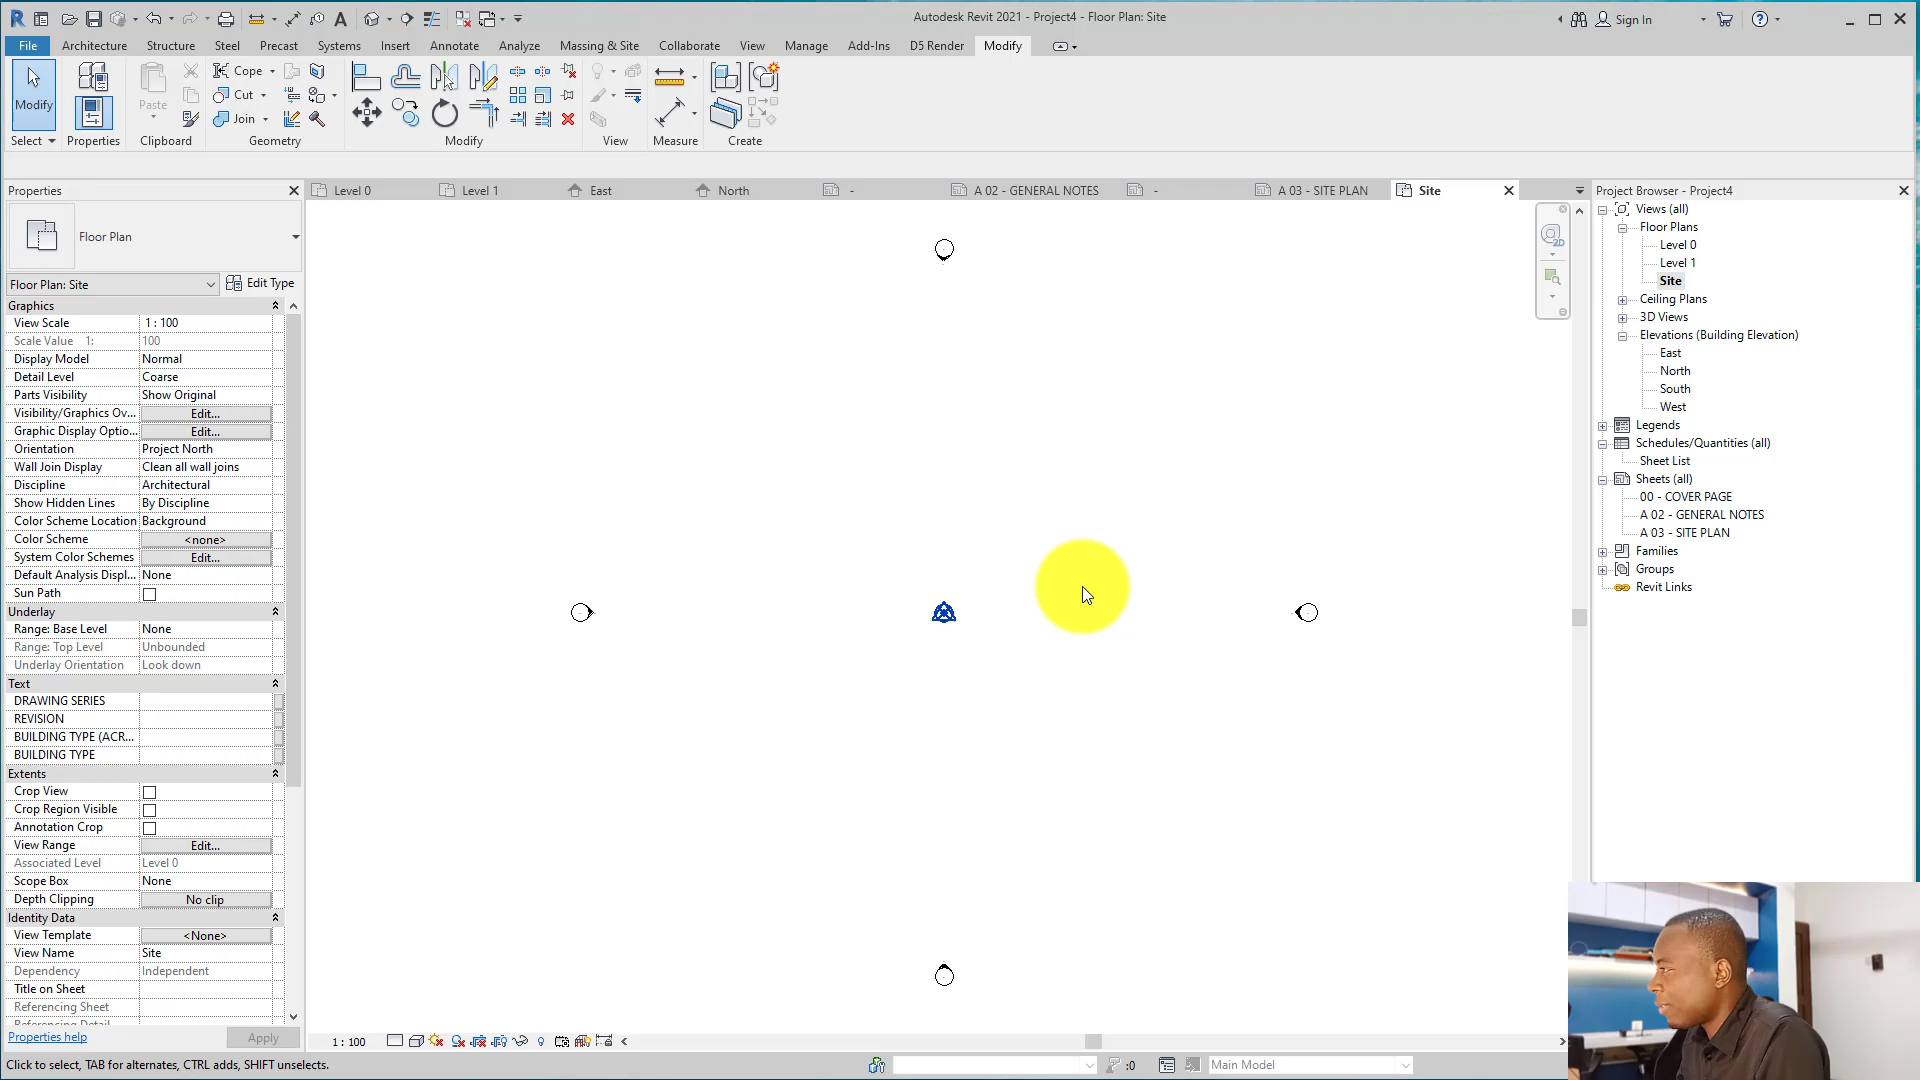 Autodesk Revit 2021 - Project4 - Floor Plan: Site
Sign In
File
Architecture
Structure
Steel
Precast
Systems
Insert
Annotate
Analyze
Massing & Site
Collaborate
View
Manage
Add-Ins
D5 Render
Modify
Modify
Paste
Cope
Cut
Join
Select
Properties
Clipboard
Geometry
Modify
View
Measure
Create
Properties
Level 0
Level 1
East
North
-
A 02 - GENERAL NOTES
-
A 03 - SITE PLAN
Site
Project Browser - Project4
Floor Plan
Floor Plan: Site
Edit Type
Graphics
View Scale 1 : 100
Scale Value 1: 100
Display Model Normal
Detail Level Coarse
Parts Visibility Show Original
Visibility/Graphics Ov... Edit...
Graphic Display Optio... Edit...
Orientation Project North
Wall Join Display Clean all wall joins
Discipline Architectural
Show Hidden Lines By Discipline
Color Scheme Location Background
Color Scheme <none>
System Color Schemes Edit...
Default Analysis Displ... None
Sun Path
Underlay
Range: Base Level None
Range: Top Level Unbounded
Underlay Orientation Look down
Text
DRAWING SERIES
REVISION
BUILDING TYPE (ACR...
BUILDING TYPE
Extents
Crop View
Crop Region Visible
Annotation Crop
View Range Edit...
Associated Level Level 0
Scope Box None
Depth Clipping No clip
Identity Data
View Template <None>
View Name Site
Dependency Independent
Title on Sheet
Referencing Sheet
Referencing Detail
Properties help
Apply
2D
Views (all)
Floor Plans
Level 0
Level 1
Site
Ceiling Plans
3D Views
Elevations (Building Elevation)
East
North
South
West
Legends
Schedules/Quantities (all)
Sheet List
Sheets (all)
00 - COVER PAGE
A 02 - GENERAL NOTES
A 03 - SITE PLAN
Families
Groups
Revit Links
1 : 100
Click to select, TAB for alternates, CTRL adds, SHIFT unselects.
:0
Main Model